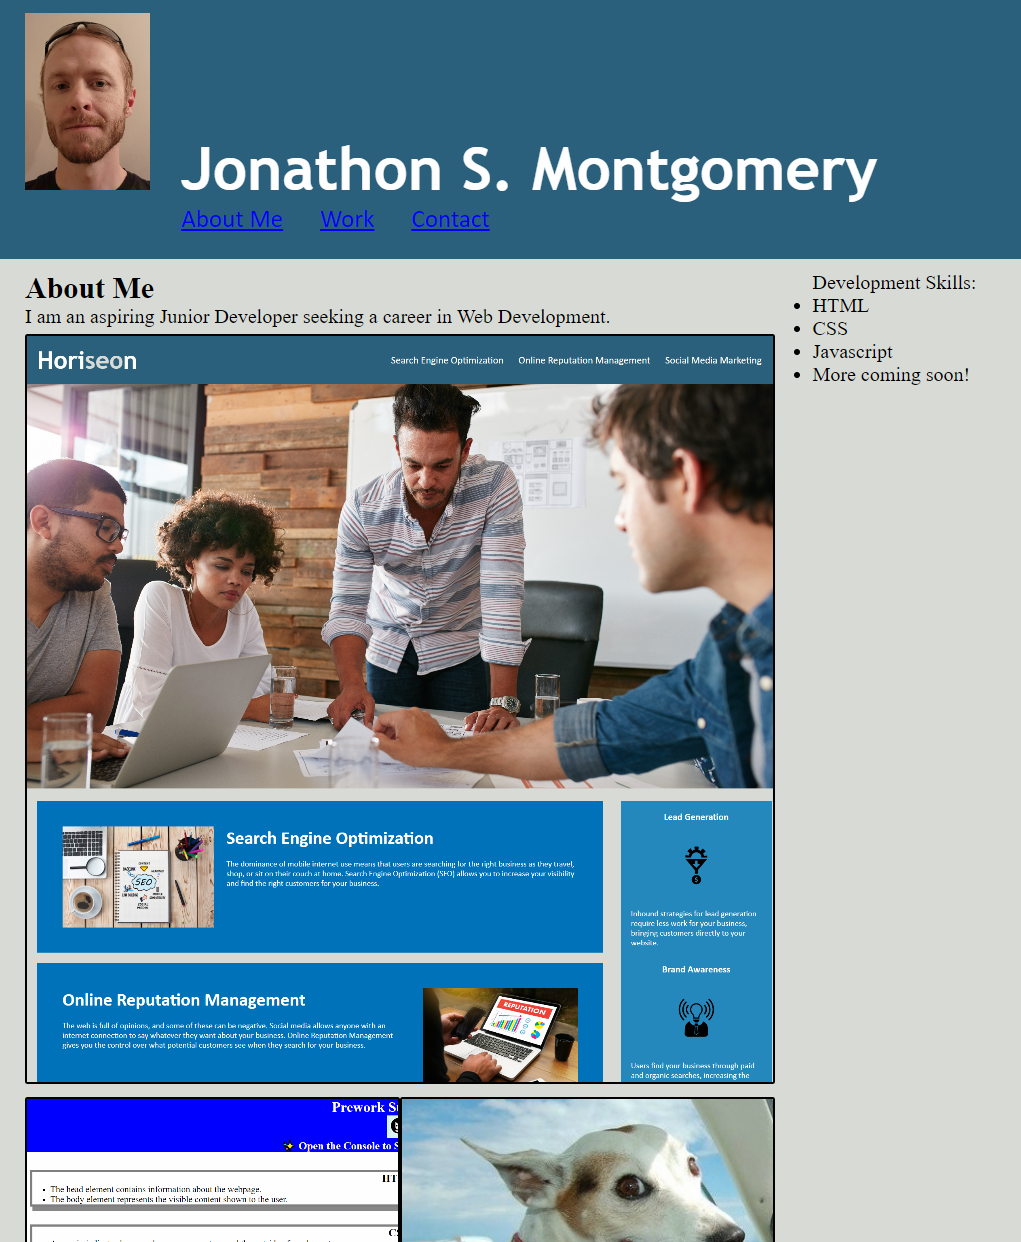 Jonathon S. Montgomery
About Me Work Contact
About Me
I am an aspiring Junior Developer seeking a career in Web Development.
Development Skills:
HTML
CSS
Javascript
More coming soon!
Horiseon
Search Engine Optimization Online Reputation Management Social Media Marketing
Search Engine Optimization
The dominance of mobile internet use means that users are searching for the right business as they travel,
shop, or sit on their couch at home. Search Engine Optimization (SEO) allows you to increase your visibility
and find the right customers for your business.
SEO
Online Reputation Management
The web is full of opinions, and some of these can be negative. Social media allows anyone with an
internet connection to say whatever they want about your business. Online Reputation Management
gives you the control over what potential customers see when they search for your business.
REPUTATION
Lead Generation
Inbound strategies for lead generation
require less work for your business,
bringing customers directly to your
website.
Brand Awareness
Users find your business through paid
and organic searches, increasing the
Prework S
Open the Console to S
HT
The head element contains information about the webpage.
The body element represents the visible content shown to the user.
CS